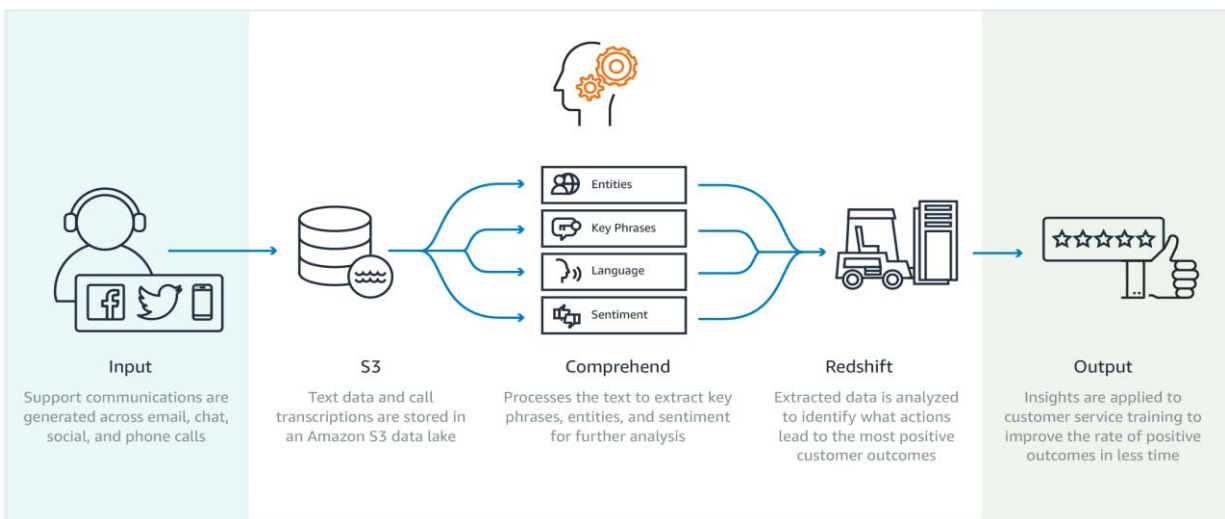 Entities
Key Phrases
Language
Sentiment
Input
Support communications are
generated across email, chat,
social, and phone calls
S3
Text data and call
transcriptions are stored in
an Amazon S3 data lake
Comprehend
Processes the text to extract key
phrases, entities, and sentiment
for further analysis
Redshift
Extracted data is analyzed
to identify what actions
lead to the most positive
customer outcomes
Output
Insights are applied to
customer service training to
improve the rate of positive
outcomes in less time